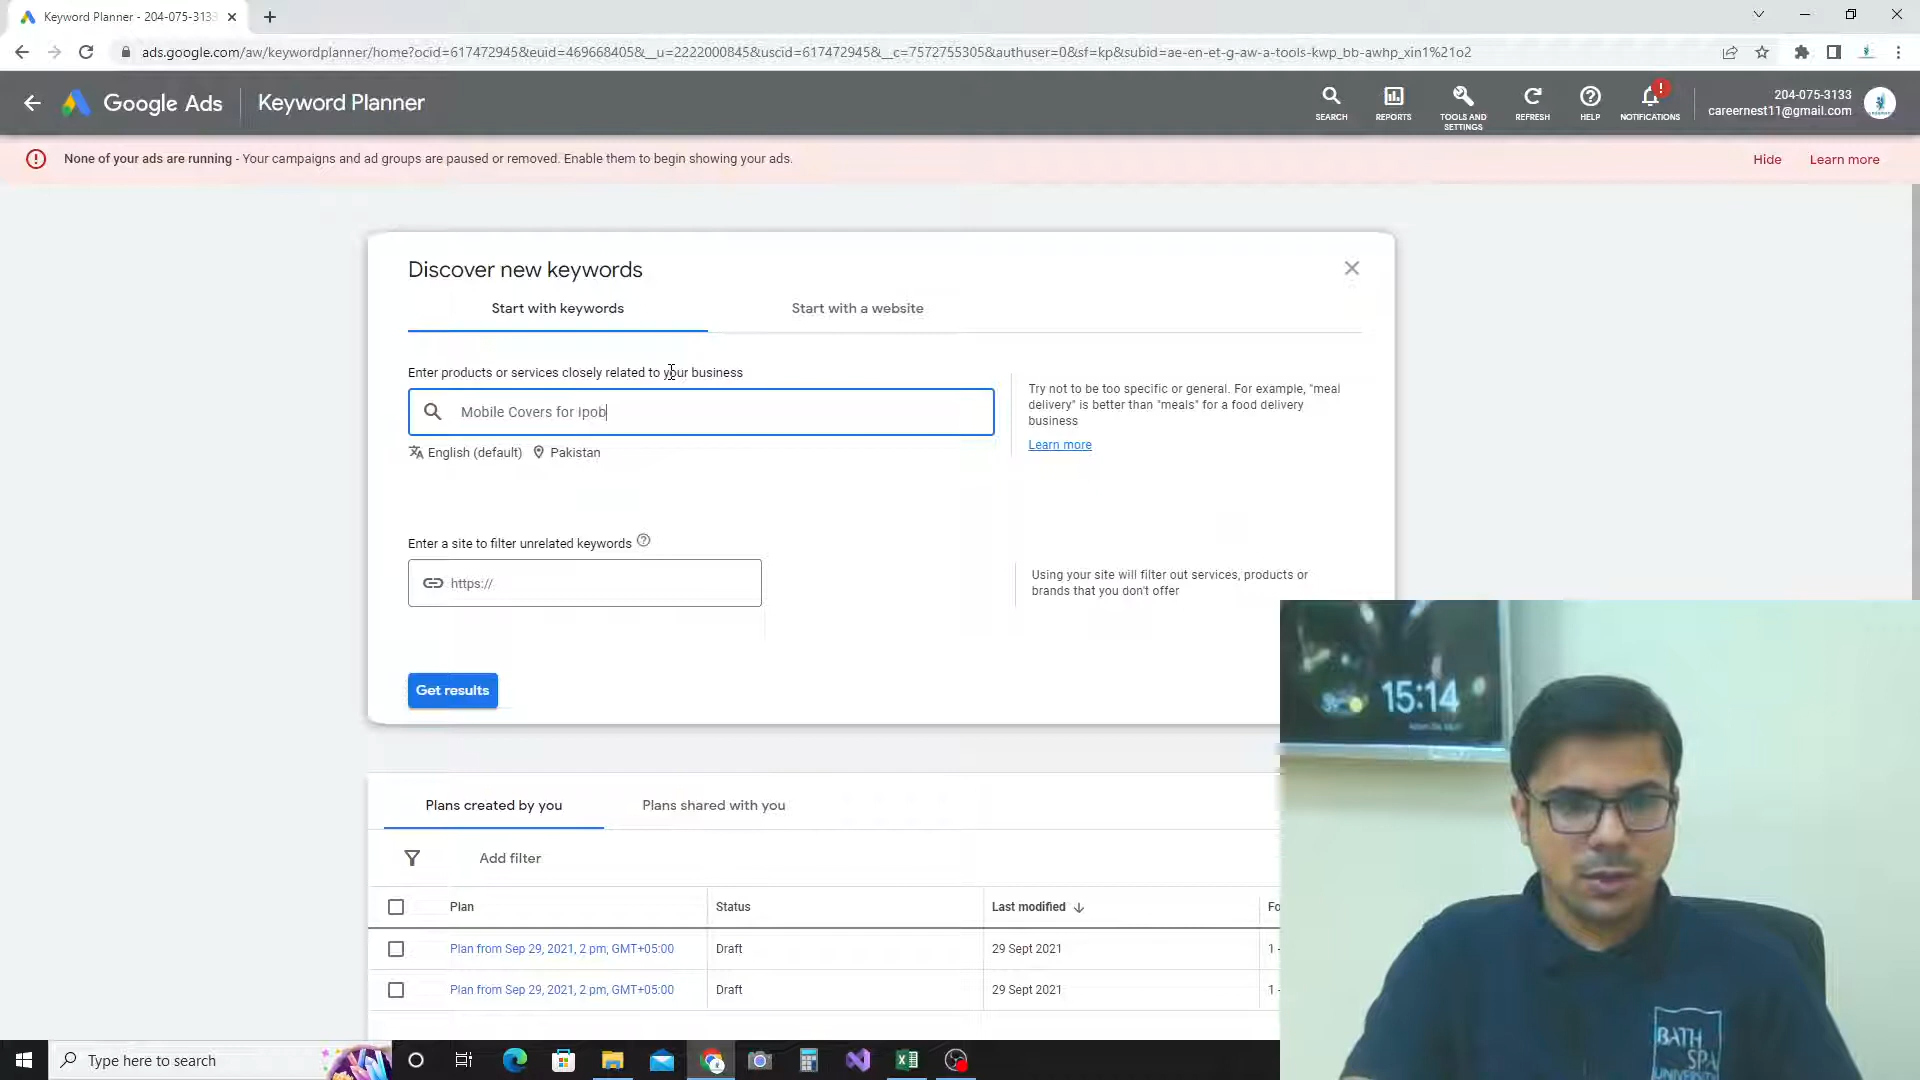 Keyword Planner - 204-075-3133
ads.google.com/aw/keywordplanner/home?ocid=617472945&euid=469668405&__u=2222000845&uscid=617472945&__c=7572755305&authuser=0&sf=kp&subid=ae-en-et-g-aw-a-tools-kwp_bb-awhp_xin1%21o2
Google Ads
Keyword Planner
SEARCH
REPORTS
TOOLS AND SETTINGS
REFRESH
HELP
!
NOTIFICATIONS
204-075-3133
careernest11@gmail.com
None of your ads are running - Your campaigns and ad groups are paused or removed. Enable them to begin showing your ads.
Hide
Learn more
Discover new keywords
Start with keywords
Start with a website
Enter products or services closely related to your business
Mobile Covers for Ipob
English (default)
Pakistan
Try not to be too specific or general. For example, "meal
delivery" is better than "meals" for a food delivery
business
Learn more
Enter a site to filter unrelated keywords
https://
Using your site will filter out services, products or
brands that you don't offer
Get results
15:14
Plans created by you
Plans shared with you
Add filter
Plan
Status
Last modified
Fo
Plan from Sep 29, 2021, 2 pm, GMT+05:00
Draft
29 Sept 2021
1 -
Plan from Sep 29, 2021, 2 pm, GMT+05:00
Draft
29 Sept 2021
1 -
BATH
SPA
UNIVERSITY
Type here to search